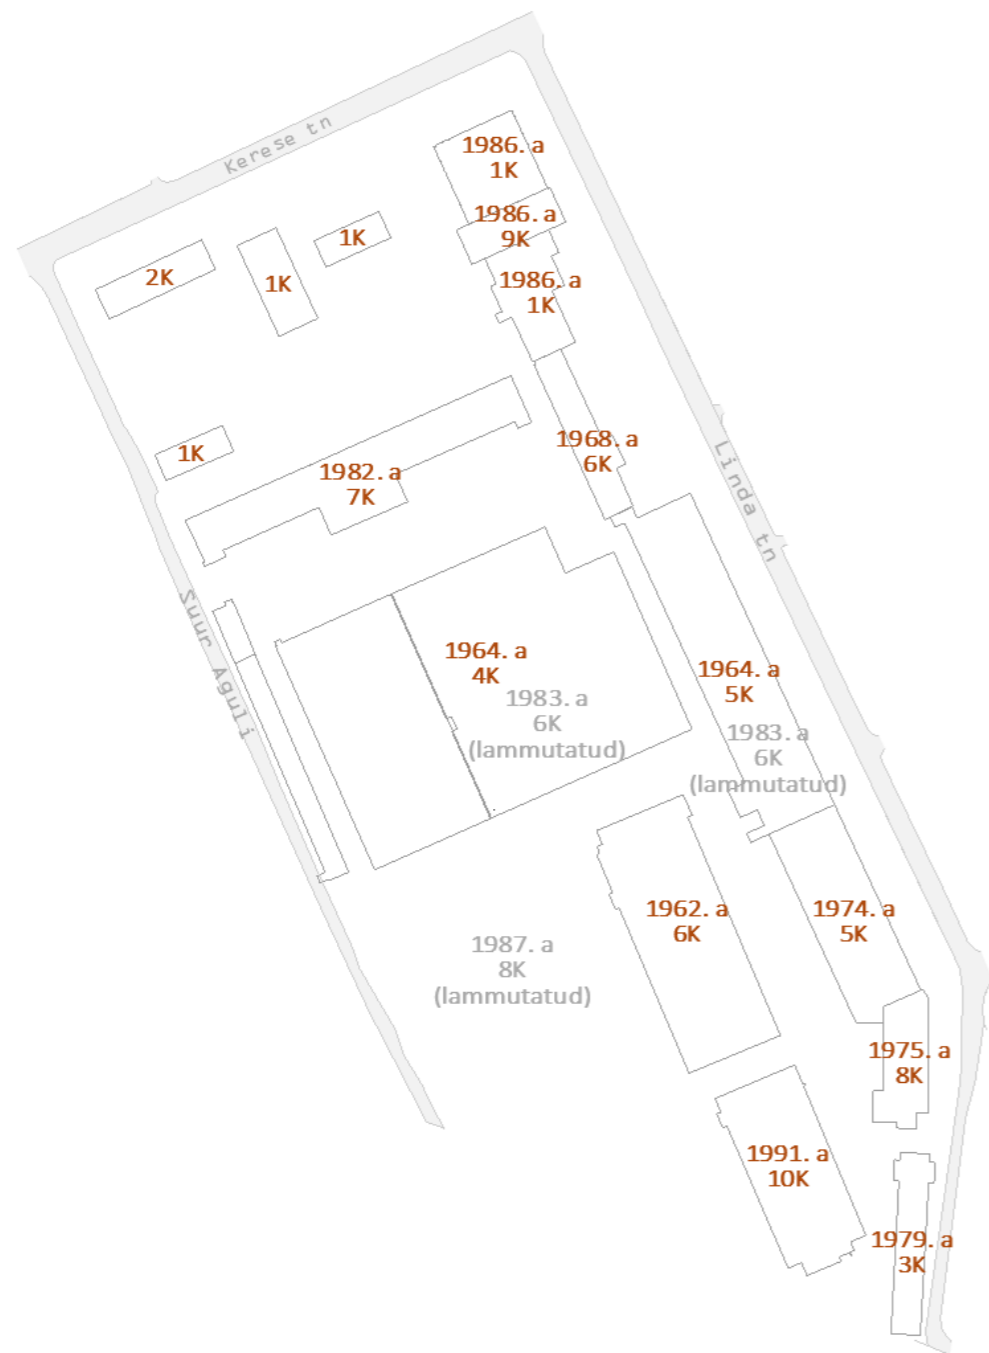 Kerese tn
1986. a
1K
1986. a
9K
1986. a
1K
1K
2K
1K
1968. a
6K
1K
1982. a
7K
Linda tn
Suur Aguli
1964. a
4K
1983. a
6K
(lammutatud)
1964. a
5K
1983. a
6K
(lammutatud)
1962. a
6K
1974. a
5K
1987. a
8K
(lammutatud)
1975. a
8K
1991. a
10K
1979. a
3K